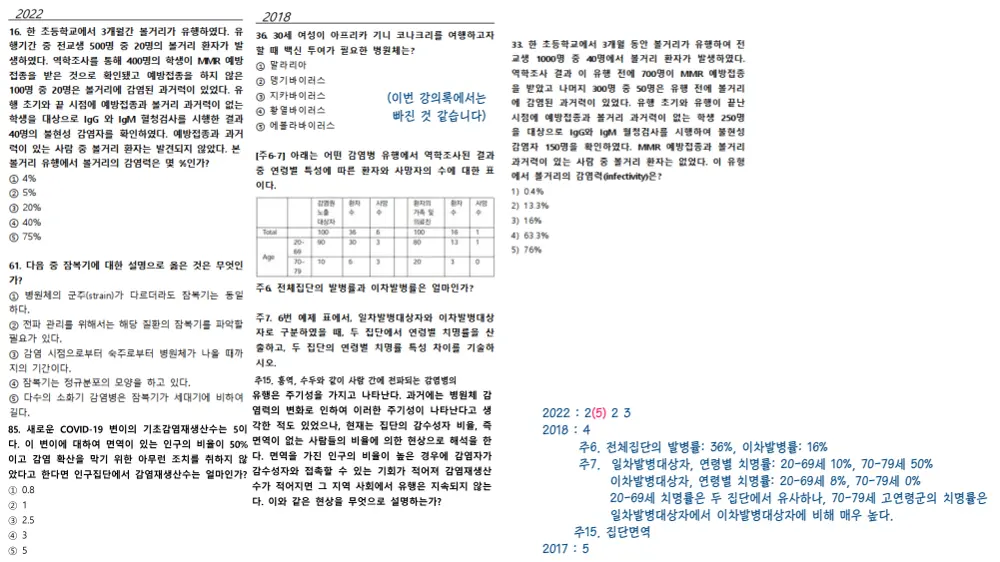 2022
16. 한 초등학교에서 3개월간 볼거리가 유행하였다. 유
행기간 중 전교생 500명 중 20명의 볼거리 환자가 발
생하였다. 역학조사를 통해 400명의 학생이 MMR 예방
접종을 받은 것으로 확인됐고 예방접종을 하지 않은
100명 중 20명은 볼거리에 감염된 과거력이 있었다. 유
행 초기와 끝 시점에 예방접종과 볼거리 과거력이 없는
학생을 대상으로 IgG 와 IgM 혈청검사를 시행한 결과
40명의 불현성 감염자를 확인하였다. 예방접종과 과거
력이 있는 사람 중 볼거리 환자는 발견되지 않았다. 본
볼거리 유행에서 볼거리의 감염력은 몇 %인가?
① 4%
② 5%
③ 20%
④ 40%
⑤ 75%
61. 다음 중 잠복기에 대한 설명으로 옳은 것은 무엇인
가?
① 병원체의 균주(strain)가 다르더라도 잠복기는 동일
하다.
② 전파 관리를 위해서는 해당 질환의 잠복기를 파악할
필요가 있다.
③ 감염 시점으로부터 숙주로부터 병원체가 나올 때까
지의 기간이다.
④ 잠복기는 정규분포의 모양을 하고 있다.
⑤ 다수의 소화기 감염병은 잠복기가 세대기에 비하여
길다.
85. 새로운 COVID-19 변이의 기초감염재생산수는 5이
다. 이 변이에 대하여 면역이 있는 인구의 비율이 50%
이고 감염 확산을 막기 위한 아무런 조치를 취하지 않
았다고 한다면 인구집단에서 감염재생산수는 얼마인가?
① 0.8
② 1
③ 2.5
④ 3
⑤ 5
2018
36. 30세 여성이 아프리카 기니 코나크리를 여행하고자
할 때 백신 투여가 필요한 병원체는?
① 말라리아
② 뎅기바이러스
③ 지카바이러스
④ 황열바이러스
⑤ 에볼라바이러스
(이번 강의록에서는
빠진 것 같습니다)
[주6-7] 아래는 어떤 감염병 유행에서 역학조사된 결과
중 연령별 특성에 따른 환자와 사망자의 수에 대한 표
이다.
감염원 노출 대상자 환자 수 사망 수 환자의 가족 및 의료진 환자 수 사망 수
Total 100 36 6 100 16 1
Age 20-69 90 30 3 80 13 1
70-79 10 6 3 20 3 0
주6. 전체집단의 발병률과 이차발병률은 얼마인가?
주7. 6번 예제 표에서, 일차발병대상자와 이차발병대상
자로 구분하였을 때, 두 집단에서 연령별 치명률을 산
출하고, 두 집단의 연령별 치명률 특성 차이를 기술하
시오.
주15. 홍역, 수두와 같이 사람 간에 전파되는 감염병의
유행은 주기성을 가지고 나타난다. 과거에는 병원체 감
염력의 변화로 인하여 이러한 주기성이 나타난다고 생
각한 적도 있었으나, 현재는 집단의 감수성자 비율, 즉
면역이 없는 사람들의 비율에 의한 현상으로 해석을 한
다. 면역을 가진 인구의 비율이 높은 경우에 감염자가
감수성자와 접촉할 수 있는 기회가 적어져 감염재생산
수가 적어지면 그 지역 사회에서 유행은 지속되지 않는
다. 이와 같은 현상을 무엇으로 설명하는가?
33. 한 초등학교에서 3개월 동안 볼거리가 유행하여 전
교생 1000명 중 40명에서 볼거리 환자가 발생하였다.
역학조사 결과 이 유행 전에 700명이 MMR 예방접종
을 받았고 나머지 300명 중 50명은 유행 전에 볼거리
에 감염된 과거력이 있었다. 유행 초기와 유행이 끝난
시점에 예방접종과 볼거리 과거력이 없는 학생 250명
을 대상으로 IgG와 IgM 혈청검사를 시행하여 불현성
감염자 150명을 확인하였다. MMR 예방접종과 볼거리
과거력이 있는 사람 중 볼거리 환자는 없었다. 이 유행
에서 볼거리의 감염력(infectivity)은?
1) 0.4%
2) 13.3%
3) 16%
4) 63.3%
5) 76%
2022 : 2(5) 2 3
2018 : 4
주6. 전체집단의 발병률: 36%, 이차발병률: 16%
주7. 일차발병대상자, 연령별 치명률: 20-69세 10%, 70-79세 50%
이차발병대상자, 연령별 치명률: 20-69세 8%, 70-79세 0%
20-69세 치명률은 두 집단에서 유사하나, 70-79세 고연령군의 치명률은
일차발병대상자에서 이차발병대상자에 비해 매우 높다.
주15. 집단면역
2017 : 5